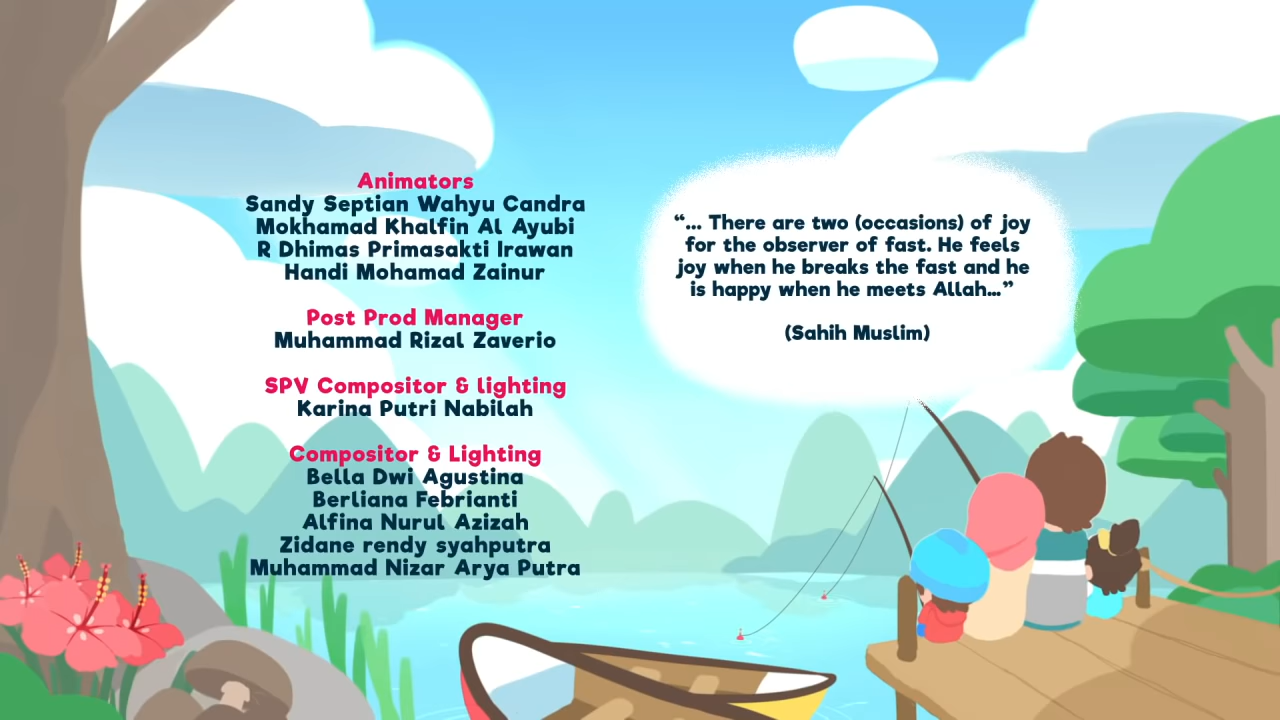 Animators
Sandy Septian Wahyu Candra
Mokhamad Khalfin Al Ayubi
R Dhimas Primasakti Irawan
Handi Mohamad Zainur
Post Prod Manager
Muhammad Rizal Zaverio
SPV Compositor & lighting
Karina Putri Nabilah
Compositor & Lighting
Bella Dwi Agustina
Berliana Febrianti
Alfina Nurul Azizah
Zidane rendy syahputra
Muhammad Nizar Arya Putra
“... There are two (occasions) of joy
for the observer of fast. He feels
joy when he breaks the fast and he
is happy when he meets Allah...”
(Sahih Muslim)